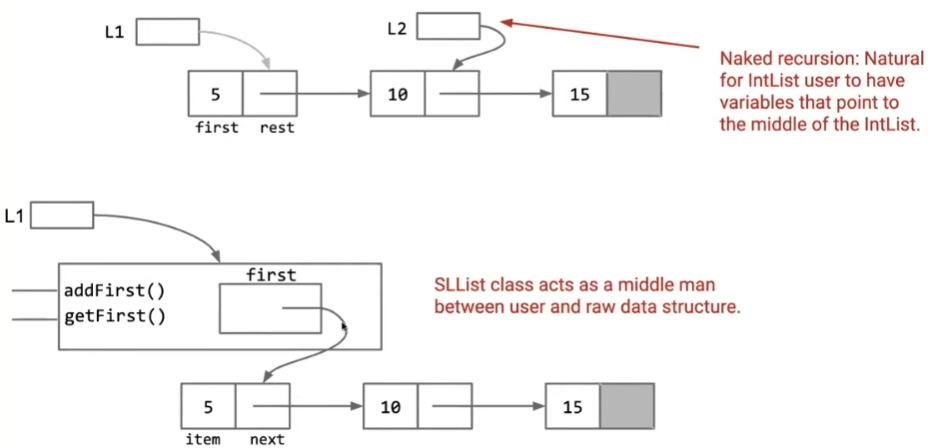 L1
L2
5
10
15
first rest
Naked recursion: Natural
for IntList user to have
variables that point to
the middle of the IntList.
L1
first
addFirst()
getFirst()
SLList class acts as a middle man
between user and raw data structure.
5
10
15
item next